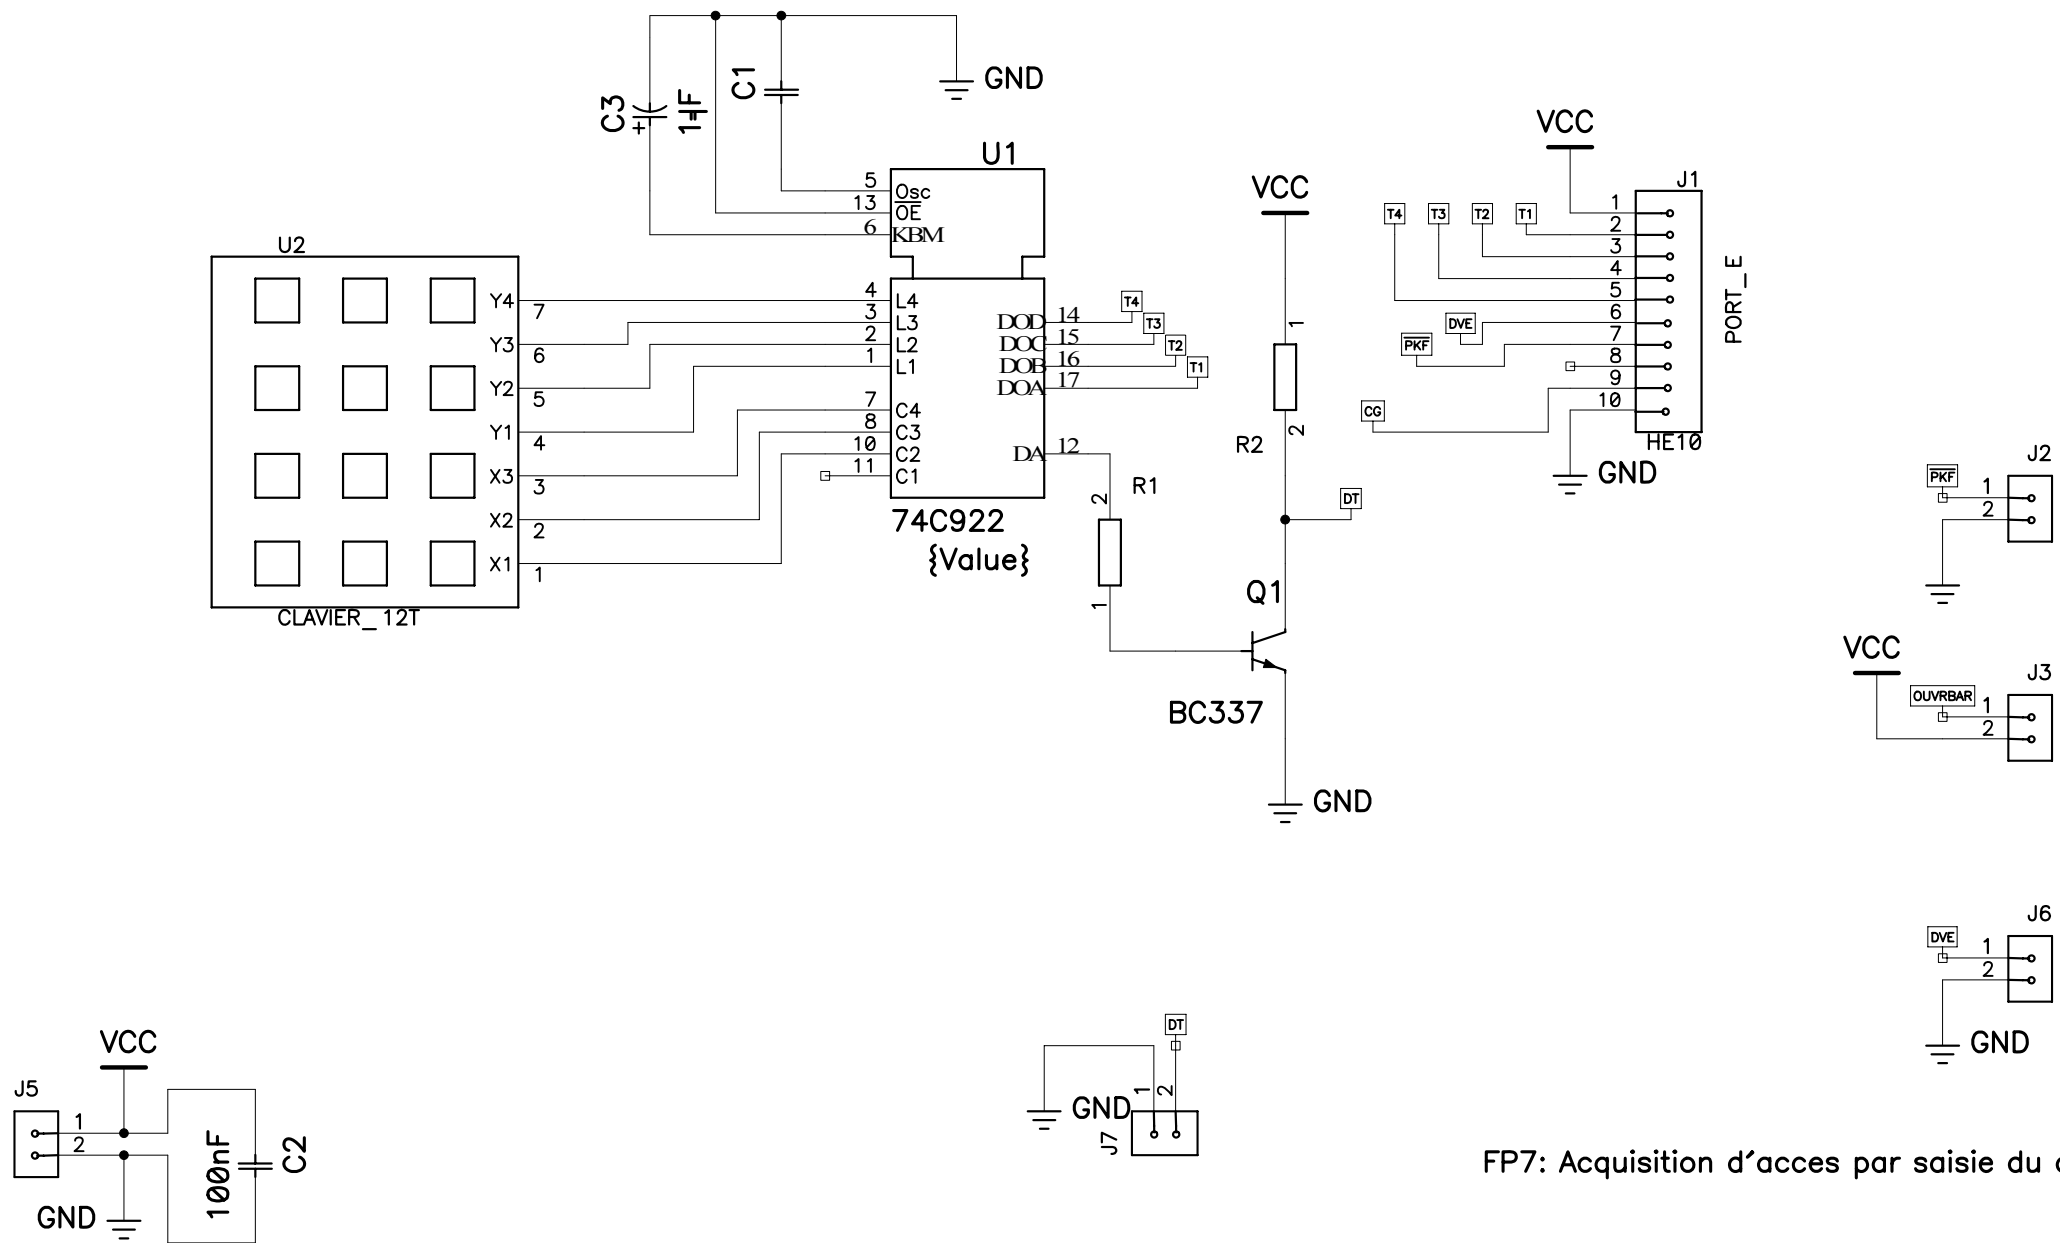 GND
C3
1µF
C1
U1
5 Osc
13 OE
6 KBM
VCC
VCC
J1
T4 T3 T2 T1
1
2
3
4
5
6
7
8
9
10
DVE
PKF
CG
PORT_E
HE10
GND
U2
Y4 7
Y3 6
Y2 5
Y1 4
X3 3
X2 2
X1 1
CLAVIER_12T
4 L4
3 L3
2 L2
1 L1
7 C4
8 C3
10 C2
11 C1
DOD 14 T4
DOC 15 T3
DOB 16 T2
DOA 17 T1
DA 12
74C922
{Value}
2
R1
1
1
R2
2
DT
Q1
BC337
GND
J2
PKF
1
2
VCC
J3
OUVRBAR
1
2
J6
DVE
1
2
GND
VCC
J5
1
2
GND
100nF
C2
DT
GND
1
2
J7
FP7: Acquisition d'acces par saisie du